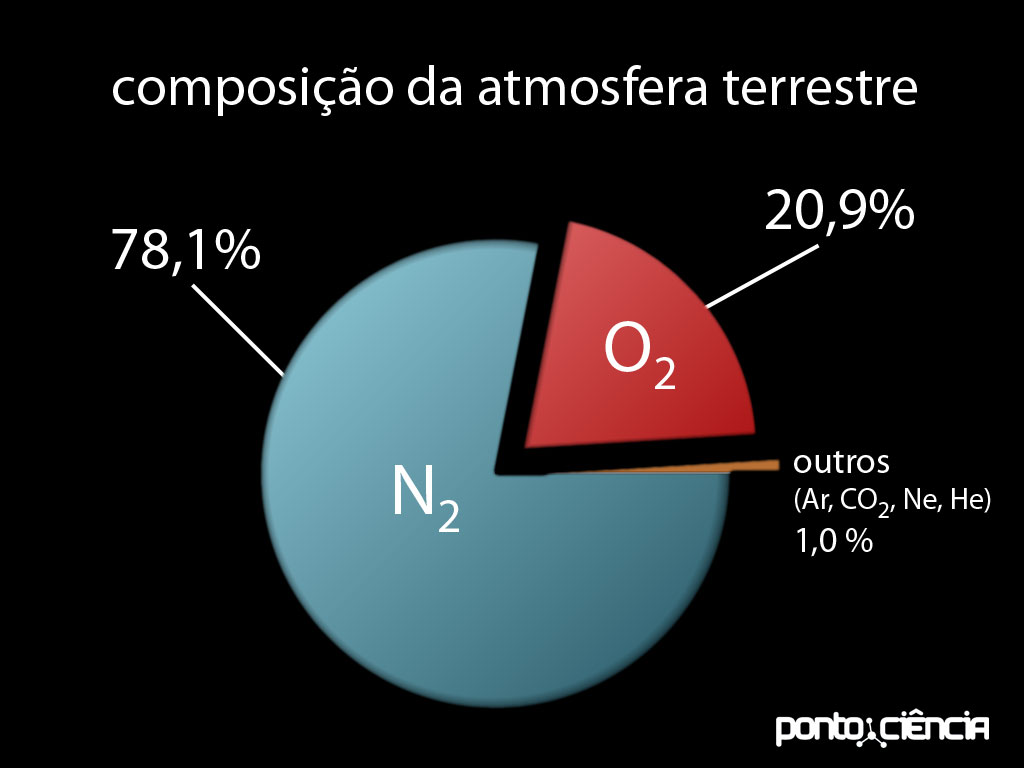 composição da atmosfera terrestre
78,1%
20,9%
O₂
N₂
outros
(Ar, CO₂, Ne, He)
1,0 %
ponto ciência